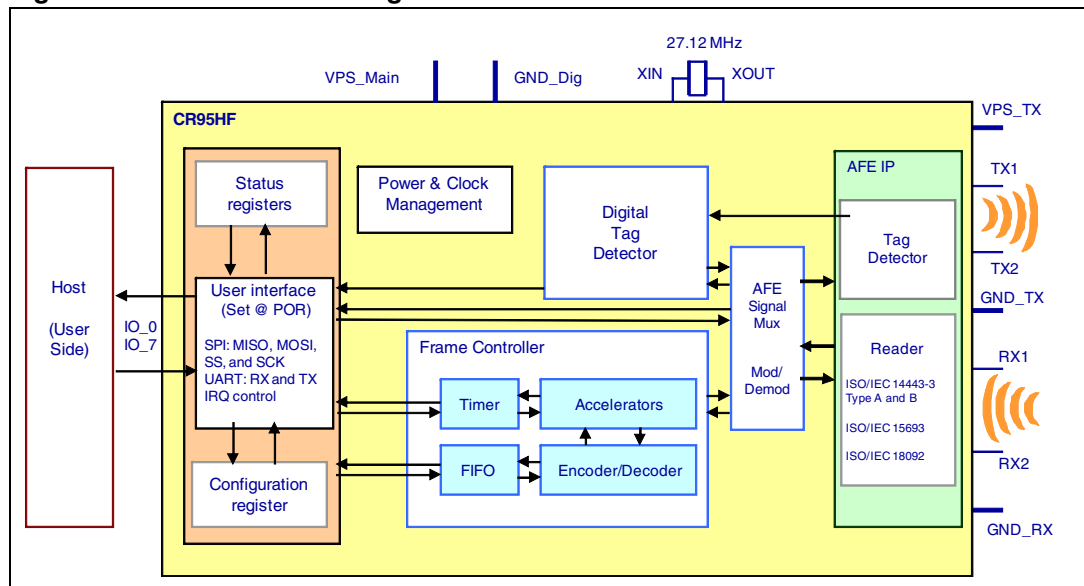 27.12 MHz
VPS_Main
GND_Dig
XIN
XOUT
CR95HF
VPS_TX
Status
registers
Power & Clock
Management
Digital
Tag
Detector
AFE IP
TX1
Tag
Detector
TX2
Host
(User
Side)
IO_0
IO_7
User interface
(Set @ POR)
SPI: MISO, MOSI,
SS, and SCK
UART: RX and TX
IRQ control
AFE
Signal
Mux
Mod/
Demod
GND_TX
Frame Controller
Timer
Accelerators
FIFO
Encoder/Decoder
Reader
ISO/IEC 14443-3
Type A and B
ISO/IEC 15693
ISO/IEC 18092
RX1
RX2
Configuration
register
GND_RX